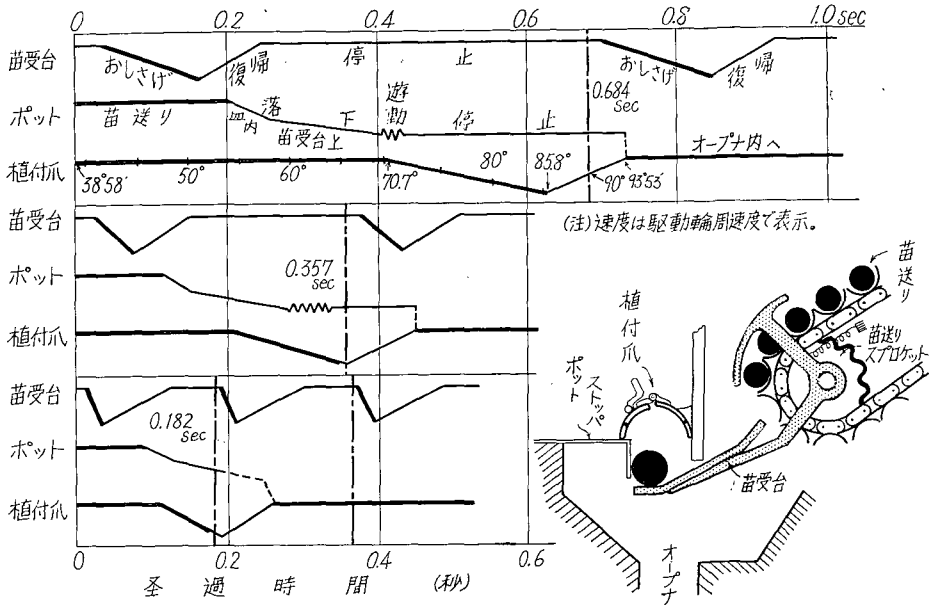 0 0.2 0.4 0.6 0.8 1.0 sec
苗受台 おしさげ 復帰 停 止 おしさげ 復帰
0.684 sec
ポット 苗送り 皿内 落 下 苗受台上 遊動 停 止
植付爪 オープナ内へ
38°58′ 50° 60° 70.7° 80° 85.8° 90° 93°53′
苗受台
ポット 0.357 sec
植付爪
苗受台
0.182 sec
ポット
植付爪
0 0.2 0.4 0.6
圣過時間 (秒)
(注)速度は駆動輪周速度で表示。
苗送り
苗送りスプロケット
植付爪
ストッパ
ポット
苗受台
オープナ